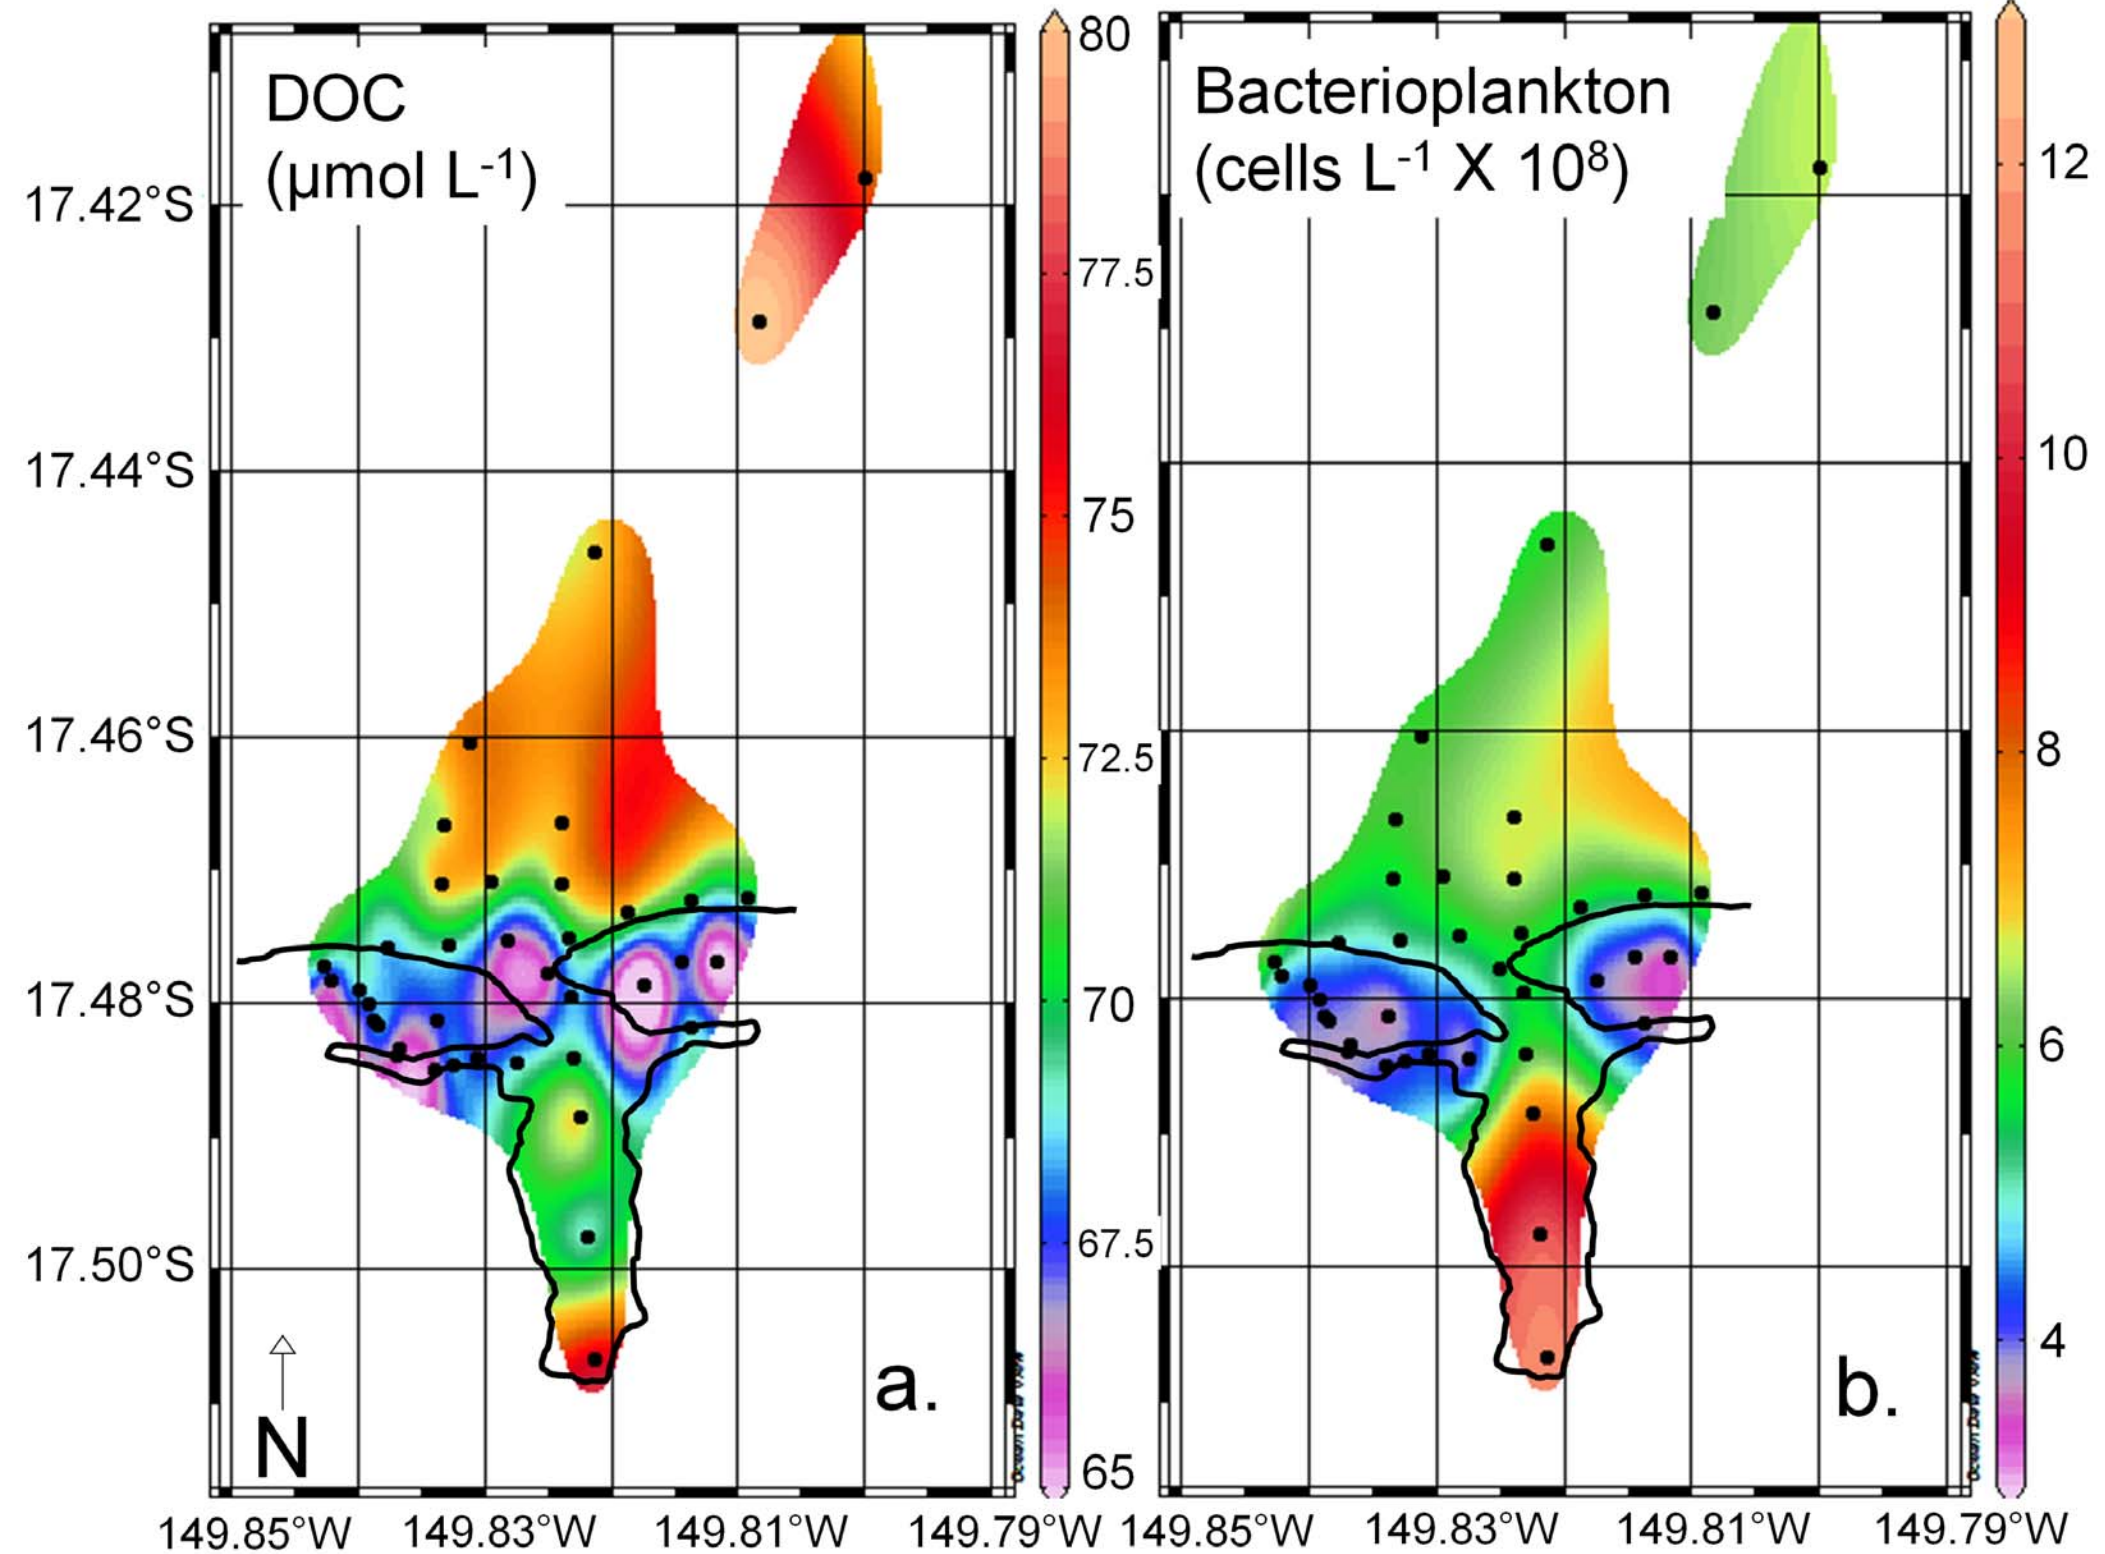 DOC
(μmol L-1)
17.42°S
17.44°S
17.46°S
17.48°S
17.50°S
N
a.
149.85°W 149.83°W 149.81°W 149.79°W
80
77.5
75
72.5
70
67.5
65
Bacterioplankton
(cells L-1 X 108)
b.
149.85°W 149.83°W 149.81°W 149.79°W
12
10
8
6
4